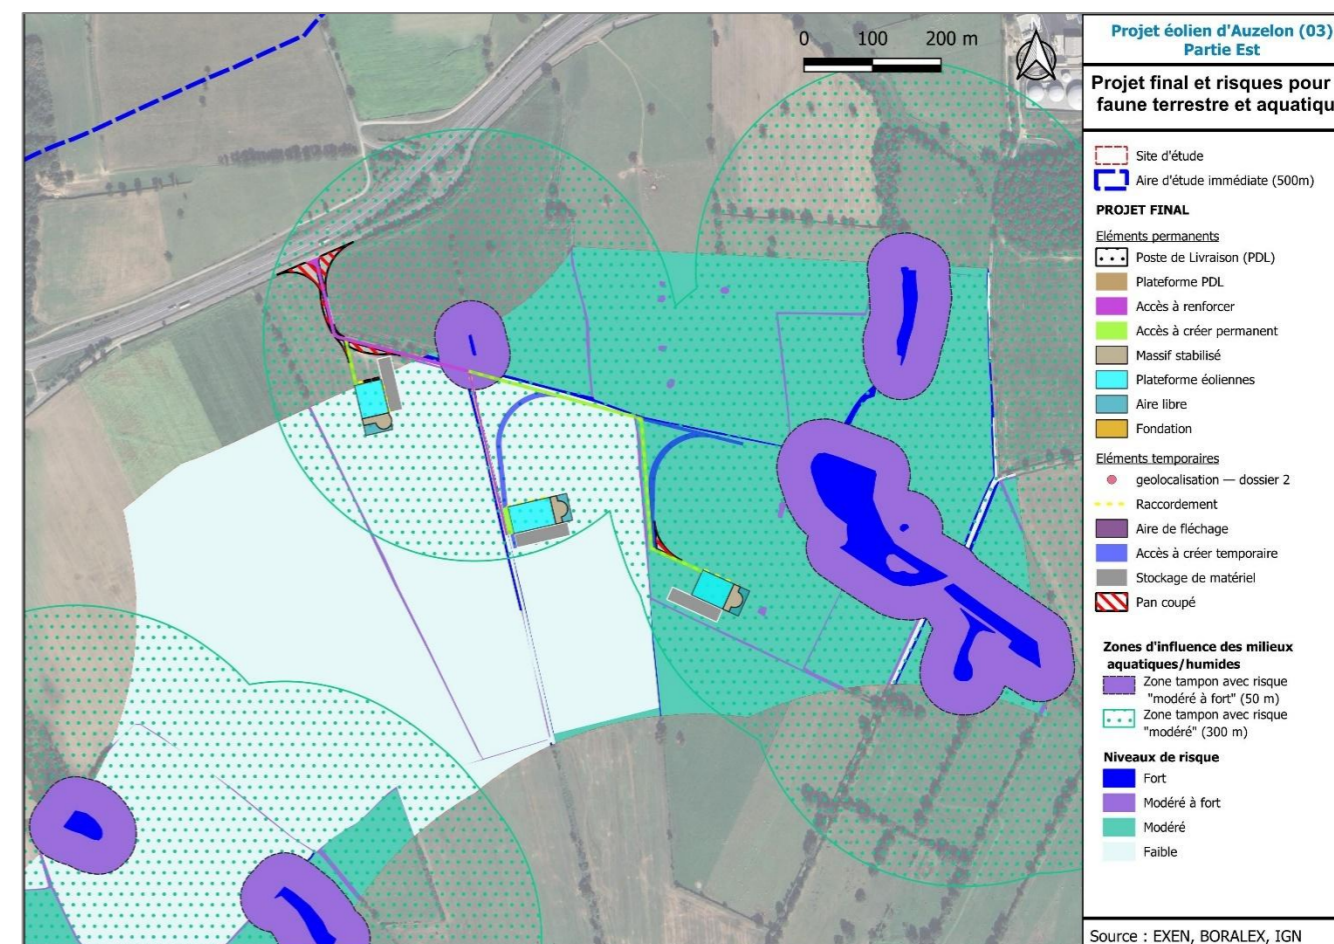 0 100 200 m
Projet éolien d'Auzelon (03)
Partie Est
Projet final et risques pour
faune terrestre et aquatiqu
Site d'étude
Aire d'étude immédiate (500m)
PROJET FINAL
Eléments permanents
Poste de Livraison (PDL)
Plateforme PDL
Accès à renforcer
Accès à créer permanent
Massif stabilisé
Plateforme éoliennes
Aire libre
Fondation
Eléments temporaires
geolocalisation — dossier 2
Raccordement
Aire de fléchage
Accès à créer temporaire
Stockage de matériel
Pan coupé
Zones d'influence des milieux
aquatiques/humides
Zone tampon avec risque
"modéré à fort" (50 m)
Zone tampon avec risque
"modéré" (300 m)
Niveaux de risque
Fort
Modéré à fort
Modéré
Faible
Source : EXEN, BORALEX, IGN